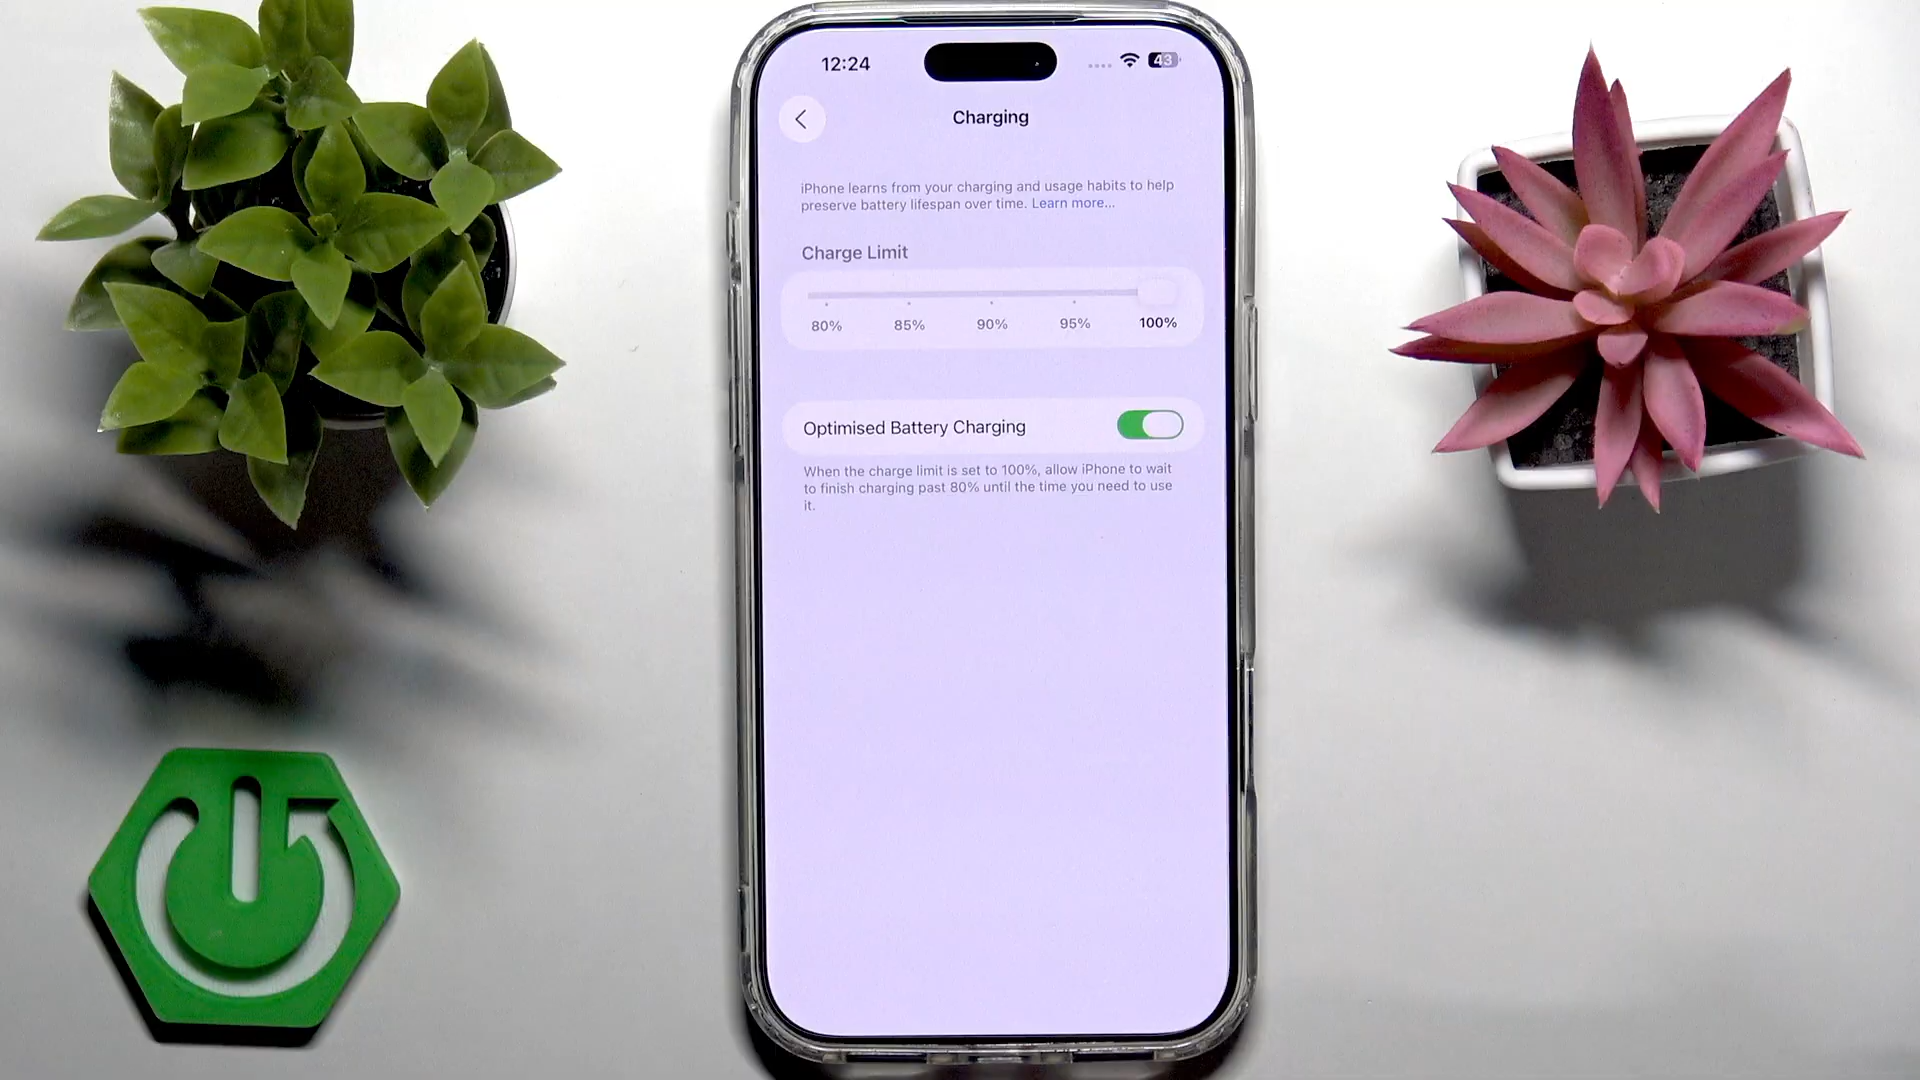 12:24
43
Charging
iPhone learns from your charging and usage habits to help
preserve battery lifespan over time. Learn more...
Charge Limit
80% 85% 90% 95% 100%
Optimised Battery Charging
When the charge limit is set to 100%, allow iPhone to wait
to finish charging past 80% until the time you need to use
it.